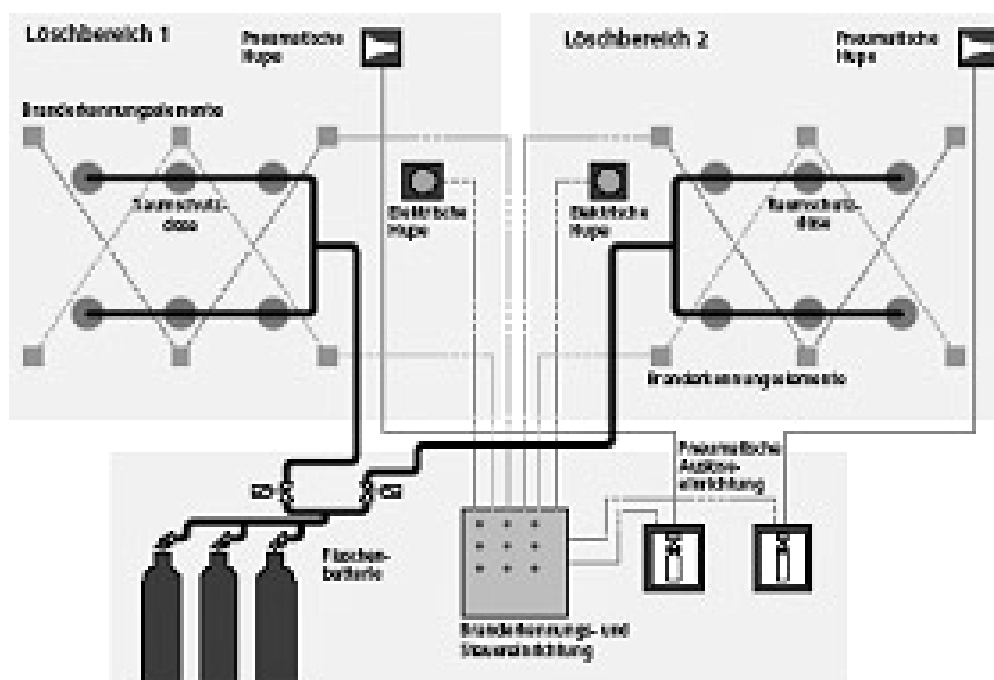 Löschbereich 1
Pneumatische
Hupe
Löschbereich 2
Pneumatische
Hupe
Branderkennungselemente
Raumschutz-
düse
Elektrische
Hupe
Elektrische
Hupe
Raumschutz-
düse
Branderkennungselemente
Pneumatische
Auslöse-
einrichtung
Flaschen-
batterie
Branderkennungs- und
Steuereinrichtung